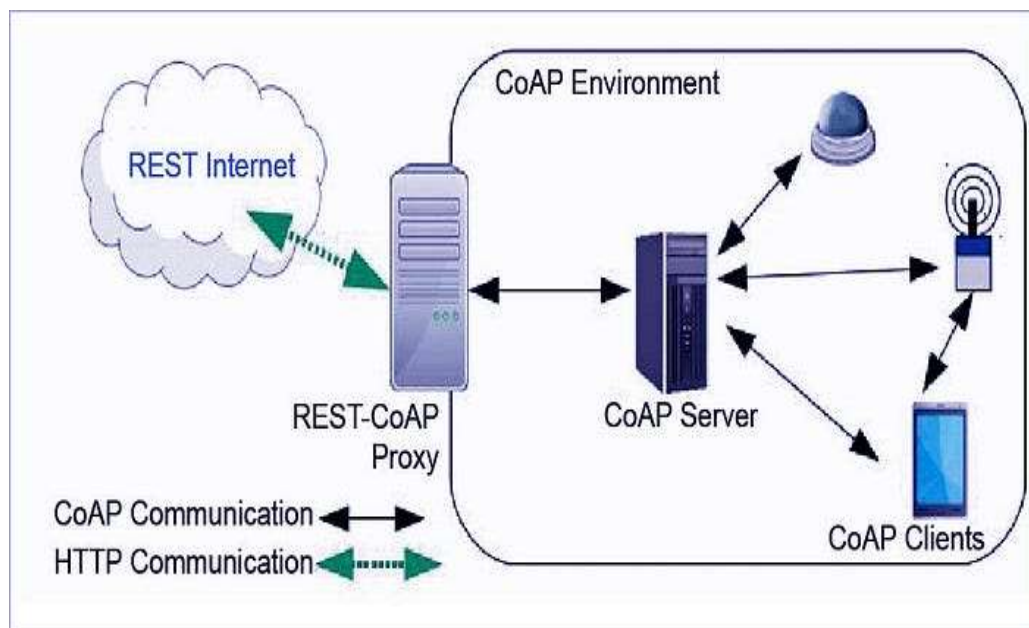 CoAP Environment
REST Internet
REST-CoAP
Proxy
CoAP Server
CoAP Clients
CoAP Communication
HTTP Communication